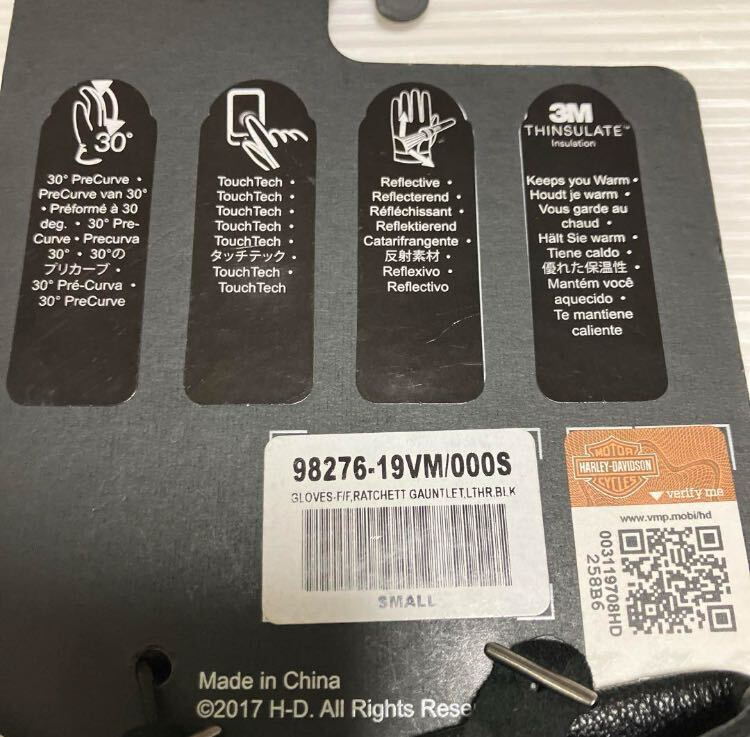 30°
30° PreCurve •
PreCurve van 30°
• Préformé à 30
deg. • 30° Pre-
Curve • Precurva
30° • 30°の
プリカーブ •
30° Pré-Curva •
30° PreCurve
TouchTech •
TouchTech •
TouchTech •
TouchTech •
TouchTech •
タッチテック •
TouchTech •
TouchTech
Reflective •
Reflecterend •
Réfléchissant •
Reflektierend
Catarifrangente •
反射素材 •
Reflexivo •
Reflectivo
3M
THINSULATE™
Insulation
Keeps you Warm •
Houdt je warm •
Vous garde au
chaud •
Hält Sie warm •
Tiene caldo •
優れた保温性 •
Mantém você
aquecido •
Te mantiene
caliente
98276-19VM/000S
GLOVES-F/F,RATCHETT GAUNTLET,LTHR,BLK
SMALL
MOTOR
HARLEY-DAVIDSON
CYCLES
verify me
www.vmp.mobi/hd
003119708HD
258B6
Made in China
©2017 H-D. All Rights Rese